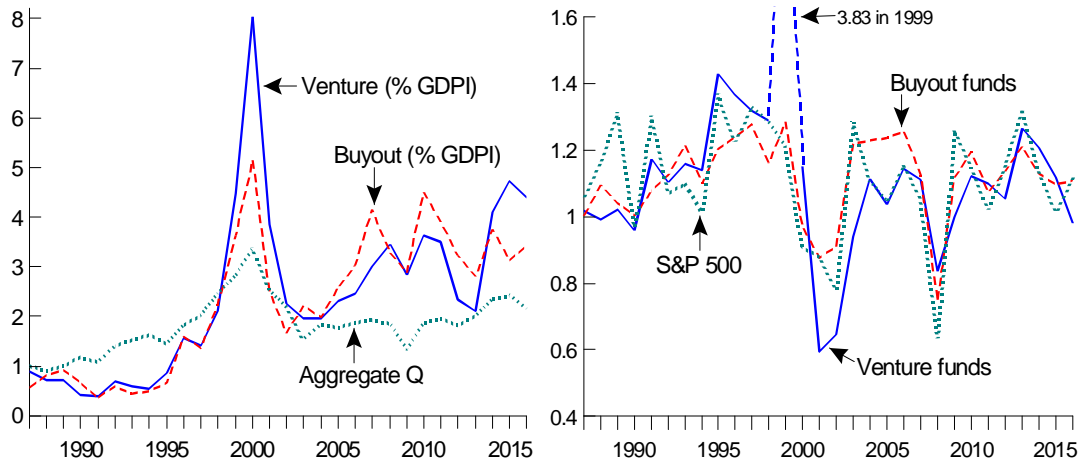 8
7
6
5
4
3
2
1
0
Venture (% GDPI)
Buyout (% GDPI)
Aggregate Q
1990 1995 2000 2005 2010 2015
1.6
1.4
1.2
1
0.8
0.6
0.4
3.83 in 1999
Buyout funds
S&P 500
Venture funds
1990 1995 2000 2005 2010 2015